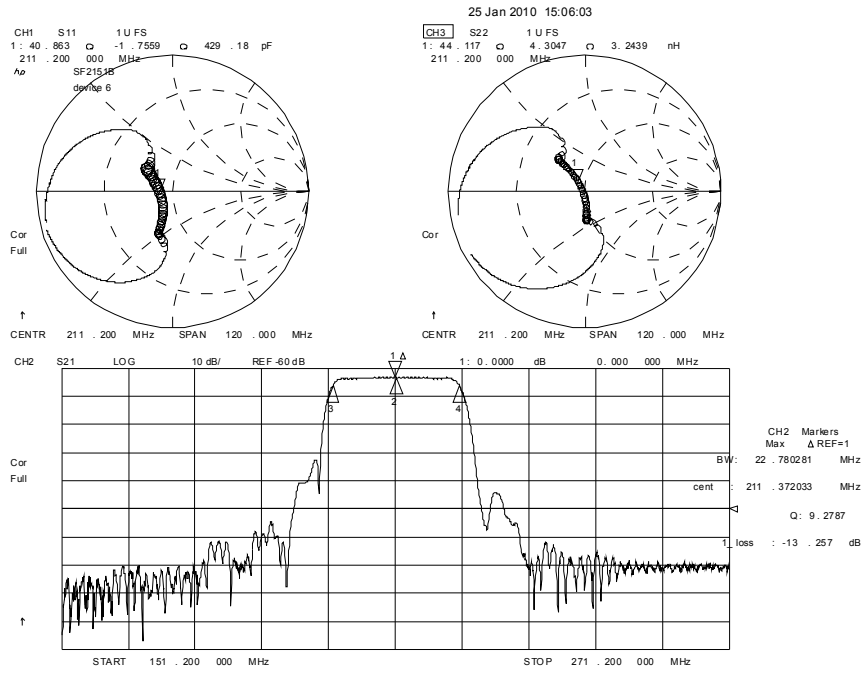 25 Jan 2010 15:06:03
CH1 S11 1 U FS
1: 40 . 863 Ω -1 . 7559 Ω 429 . 18 pF
211 . 200 000 MHz
hp
SF2151B
device 6
Cor
Full
↑
CENTR 211 . 200 MHz SPAN 120 . 000 MHz
CH3 S22 1 U FS
1: 44 . 117 Ω 4 . 3047 Ω 3 . 2439 nH
211 . 200 000 MHz
1
Cor
↑
CENTR 211 . 200 MHz SPAN 120 . 000 MHz
CH2 S21 LOG 10 dB/ REF -60 dB 1: 0 . 0000 dB 0 . 000 000 MHz
1 Δ
2
3
4
Cor
Full
↑
START 151 . 200 000 MHz STOP 271 . 200 000 MHz
CH2 Markers
Max Δ REF=1
BW: 22 . 780281 MHz
cent : 211 . 372033 MHz
Q: 9 . 2787
1_loss : -13 . 257 dB